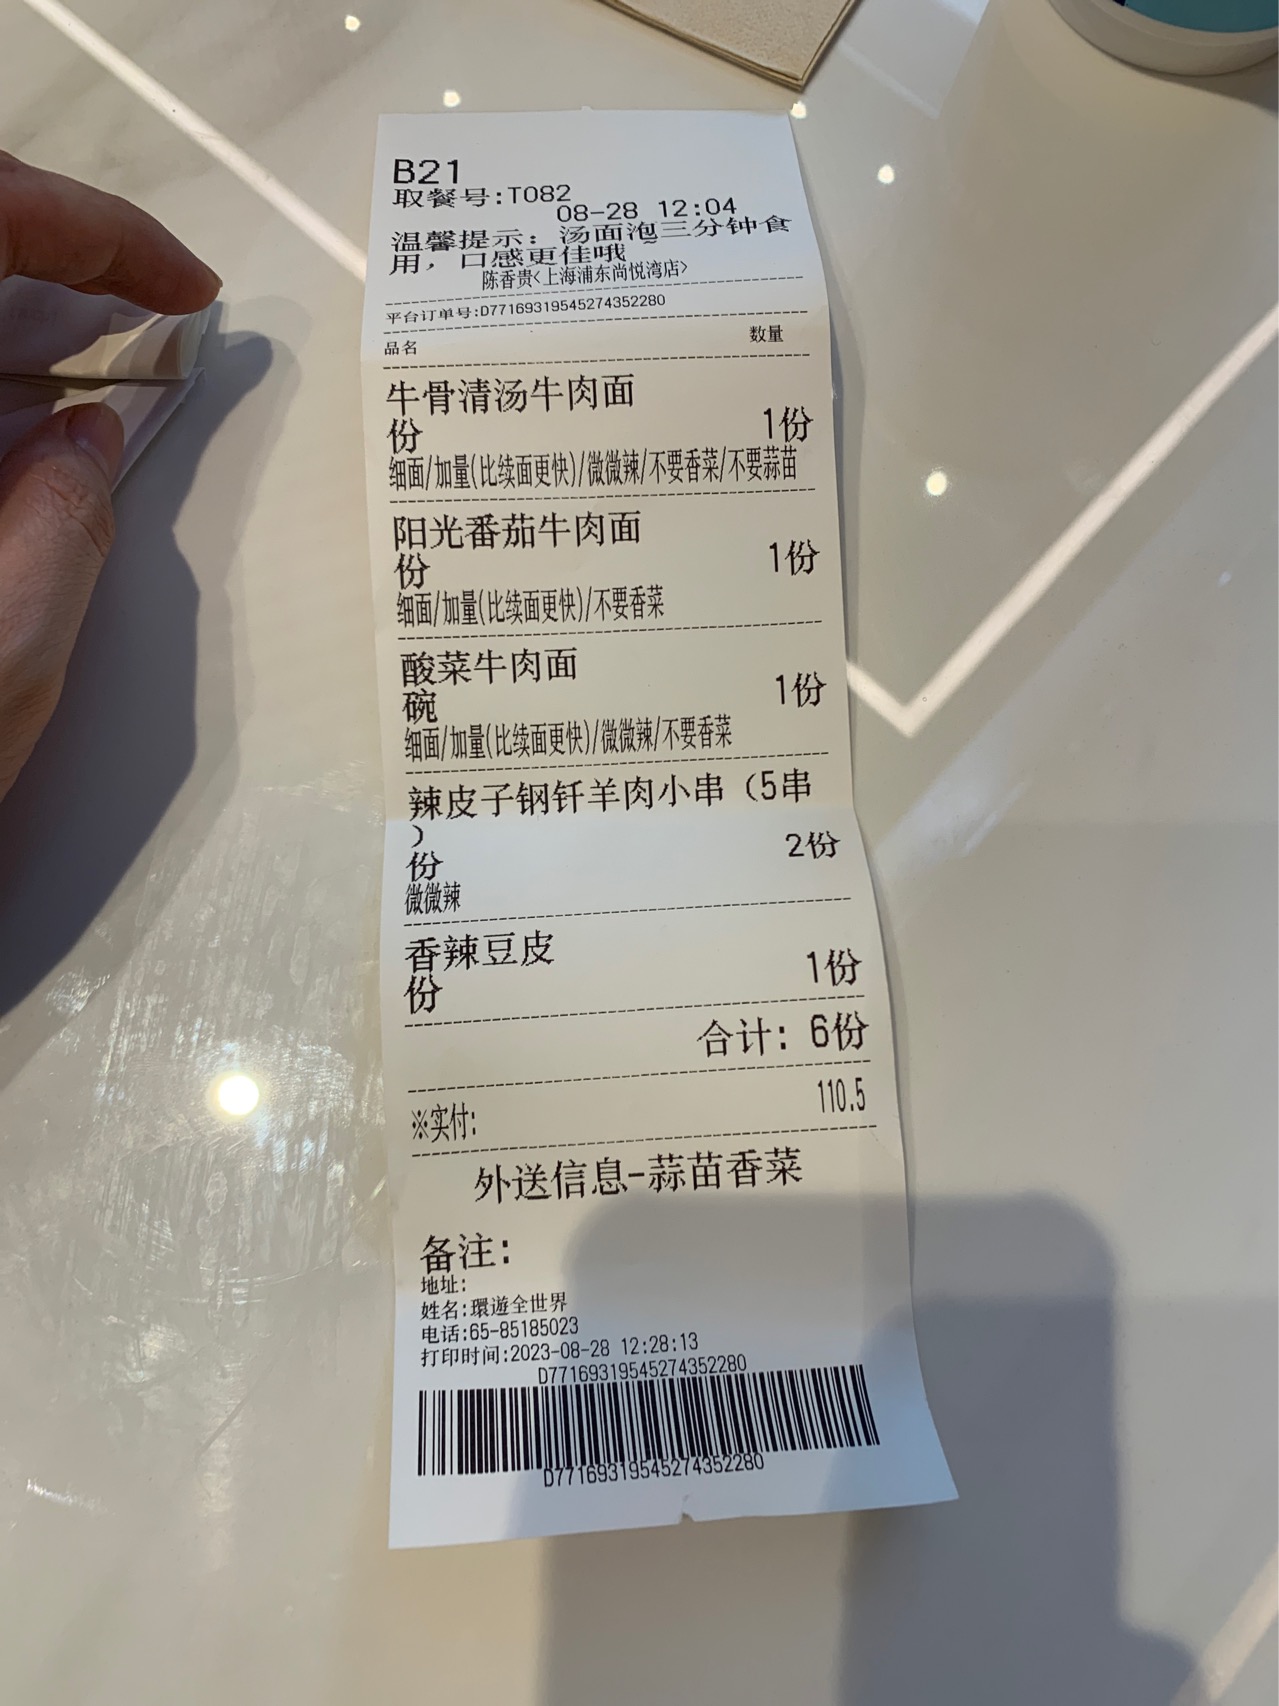 B21
取餐号:T082
08-28 12:04
温馨提示: 汤面泡三分钟食
用, 口感更佳哦~
陈香贵<上海浦东尚悦湾店>
平台订单号:D77169319545274352280
品名 数量
牛骨清汤牛肉面
份 1份
细面/加量(比续面更快)/微微辣/不要香菜/不要蒜苗
阳光番茄牛肉面
份 1份
细面/加量(比续面更快)/不要香菜
酸菜牛肉面
碗 1份
细面/加量(比续面更快)/微微辣/不要香菜
辣皮子钢钎羊肉小串（5串
）
份 2份
微微辣
香辣豆皮
份 1份
合计: 6份
※实付: 110.5
外送信息-蒜苗香菜
备注:
地址:
姓名:環遊全世界
电话:65-85185023
打印时间:2023-08-28 12:28:13
D77169319545274352280
D77169319545274352280